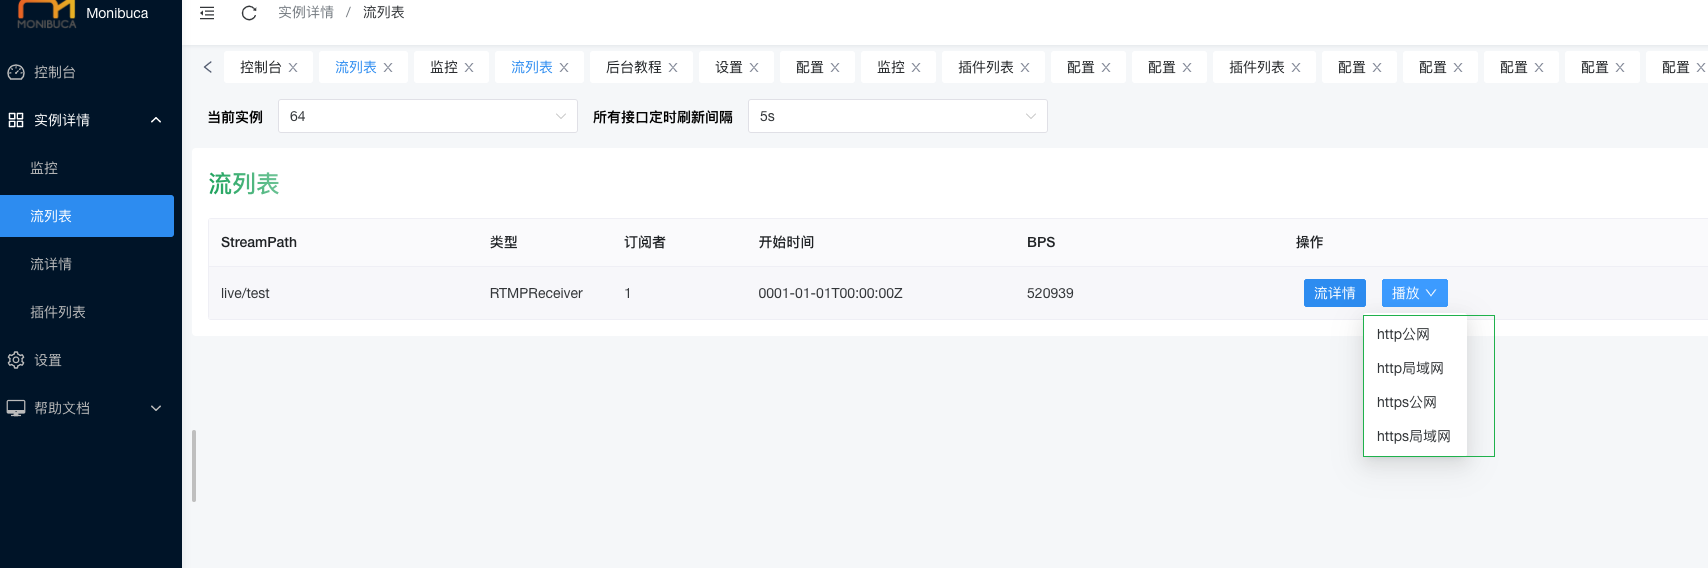 MONIBUCA
Monibuca
实例详情 / 流列表
控制台 流列表 监控 流列表 后台教程 设置 配置 监控 插件列表 配置 配置 插件列表 配置 配置 配置 配置 配置
控制台
实例详情
监控
流列表
流详情
插件列表
设置
帮助文档
当前实例 64 所有接口定时刷新间隔 5s
流列表
StreamPath 类型 订阅者 开始时间 BPS 操作
live/test RTMPReceiver 1 0001-01-01T00:00:00Z 520939 流详情 播放
http公网
http局域网
https公网
https局域网